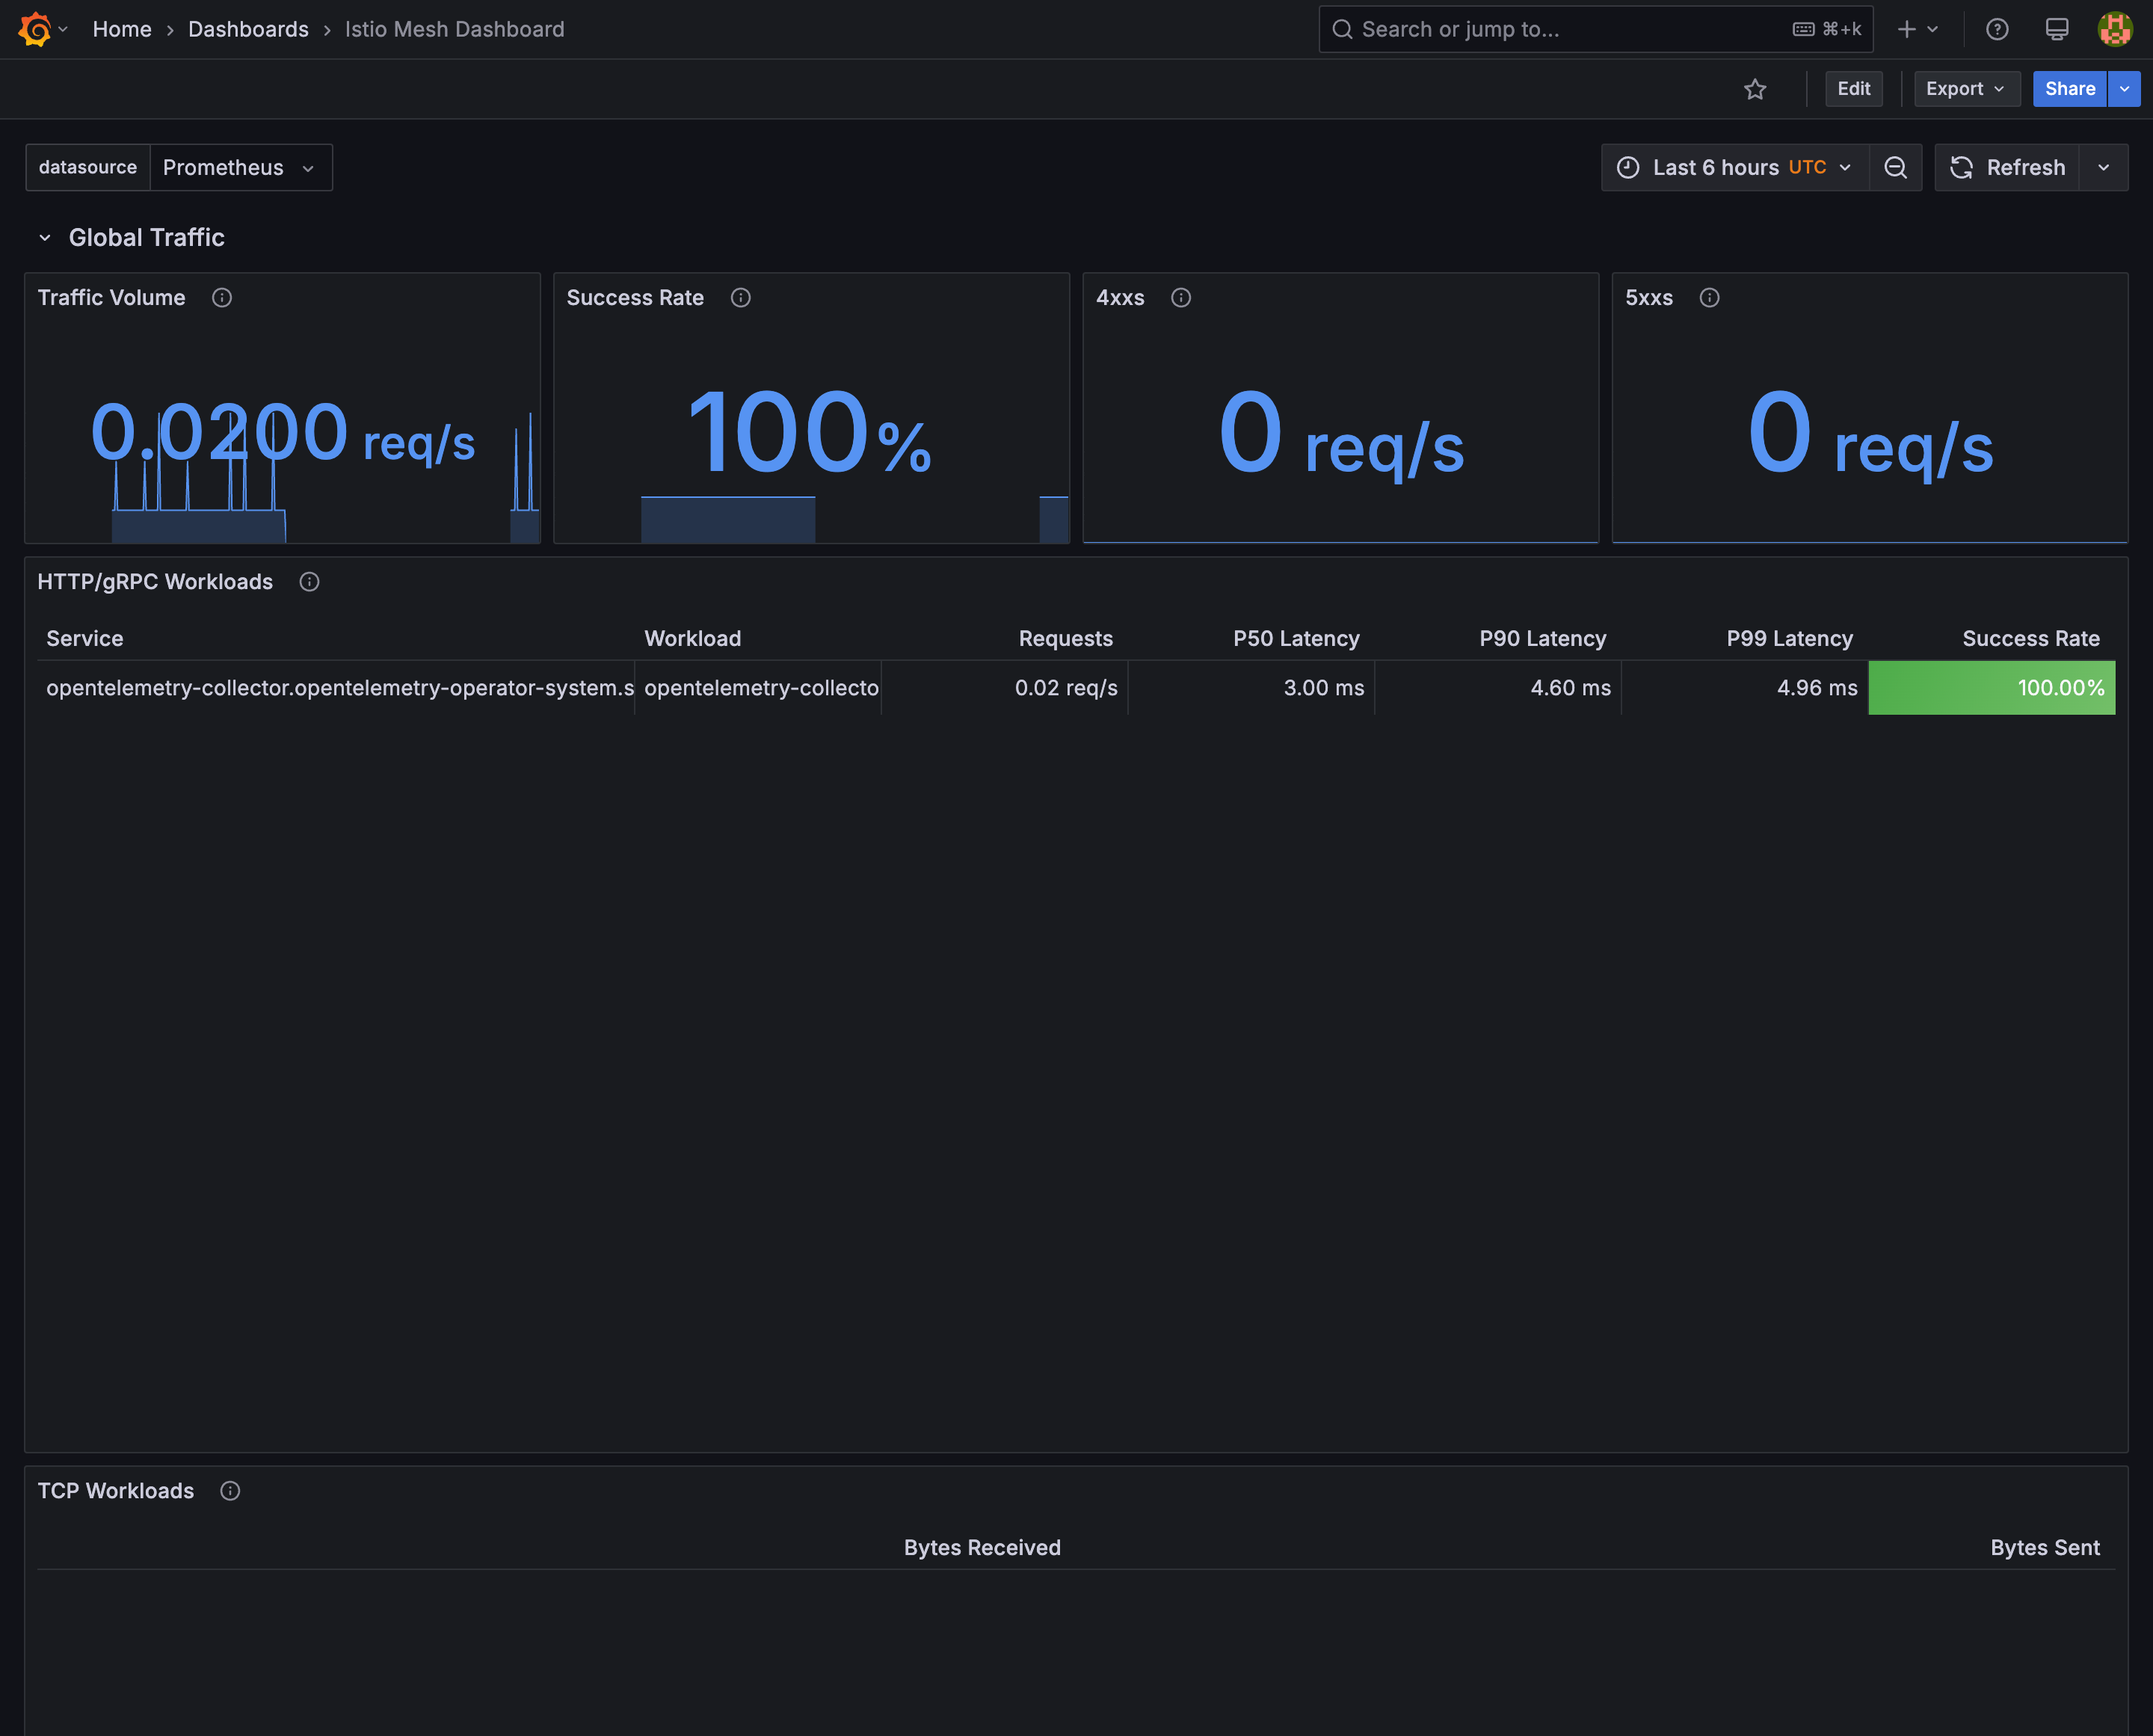 Home › Dashboards › Istio Mesh Dashboard
Search or jump to...
⌘+k
Edit
Export
Share
datasource
Prometheus
Last 6 hours UTC
Refresh
Global Traffic
Traffic Volume
0.0200 req/s
Success Rate
100%
4xxs
0 req/s
5xxs
0 req/s
HTTP/gRPC Workloads
Service Workload Requests P50 Latency P90 Latency P99 Latency Success Rate
opentelemetry-collector.opentelemetry-operator-system.s opentelemetry-collecto 0.02 req/s 3.00 ms 4.60 ms 4.96 ms 100.00%
TCP Workloads
Bytes Received Bytes Sent